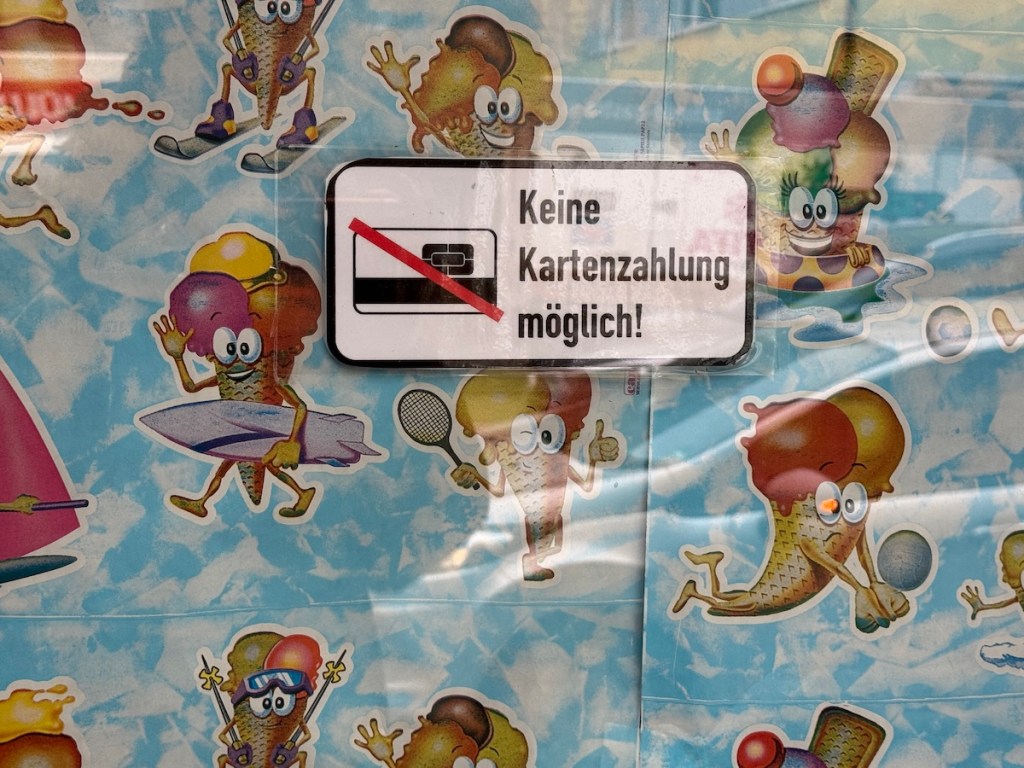 Keine
Kartenzahlung
möglich!